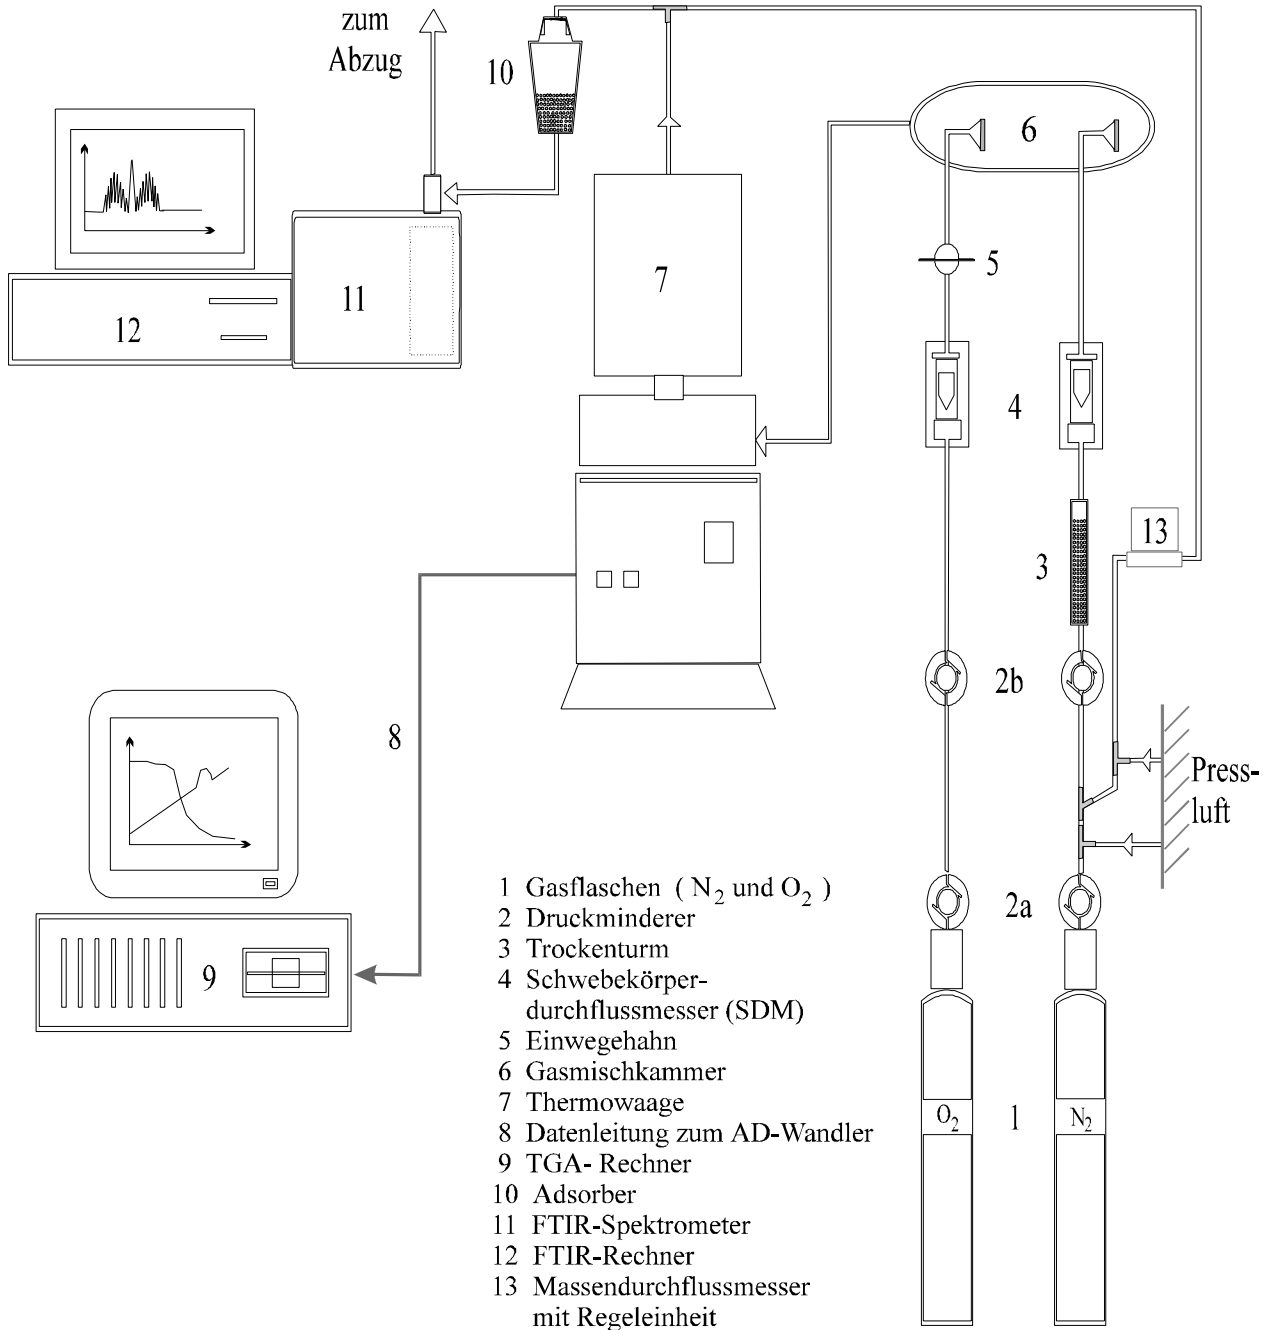 zum
Abzug
10
6
5
7
11
12
4
13
3
2b
8
Press-
luft
2a
9
O2
1
N2
1 Gasflaschen ( N2 und O2 )
2 Druckminderer
3 Trockenturm
4 Schwebekörper-
durchflussmesser (SDM)
5 Einwegehahn
6 Gasmischkammer
7 Thermowaage
8 Datenleitung zum AD-Wandler
9 TGA- Rechner
10 Adsorber
11 FTIR-Spektrometer
12 FTIR-Rechner
13 Massendurchflussmesser
mit Regeleinheit